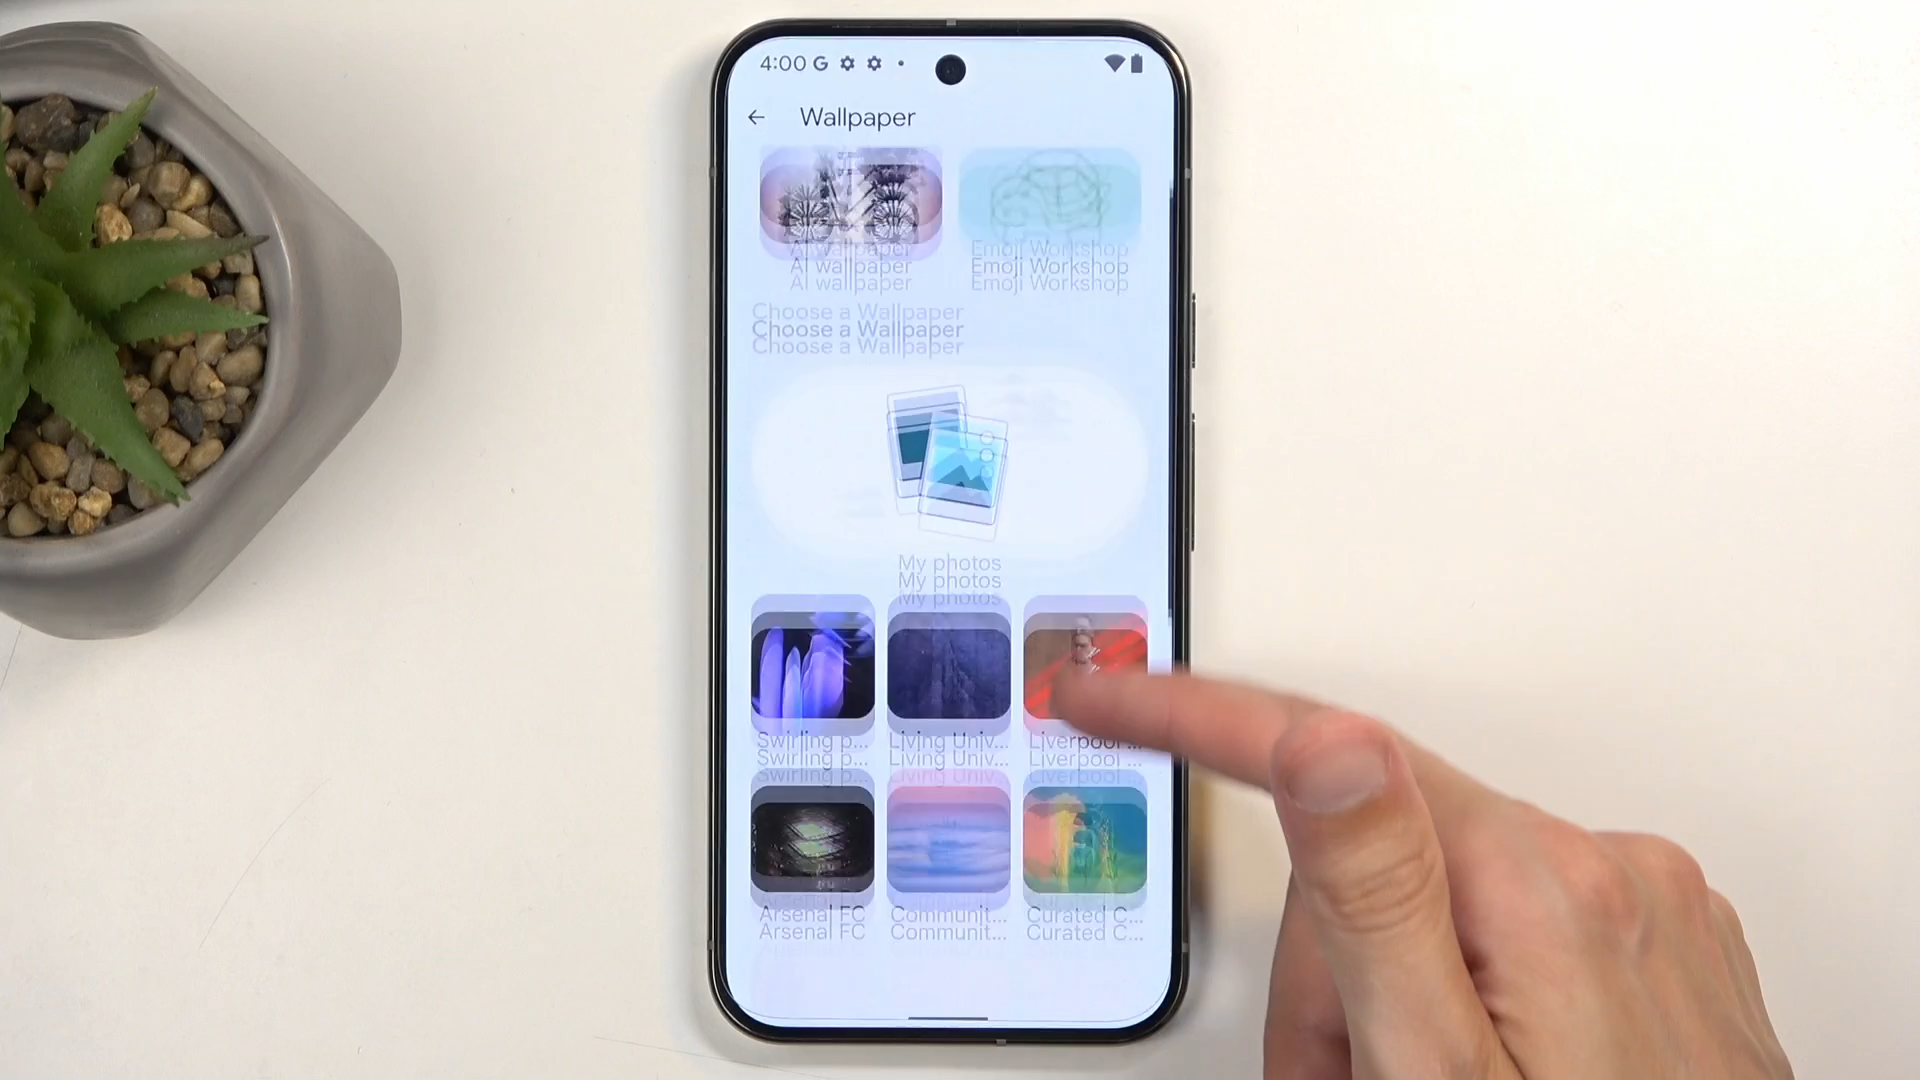 4:00 G
Wallpaper
AI wallpaper Emoji Workshop
Choose a Wallpaper
My photos
Swirling p... Living Univ... Liverpool ...
Arsenal FC Communit... Curated C...